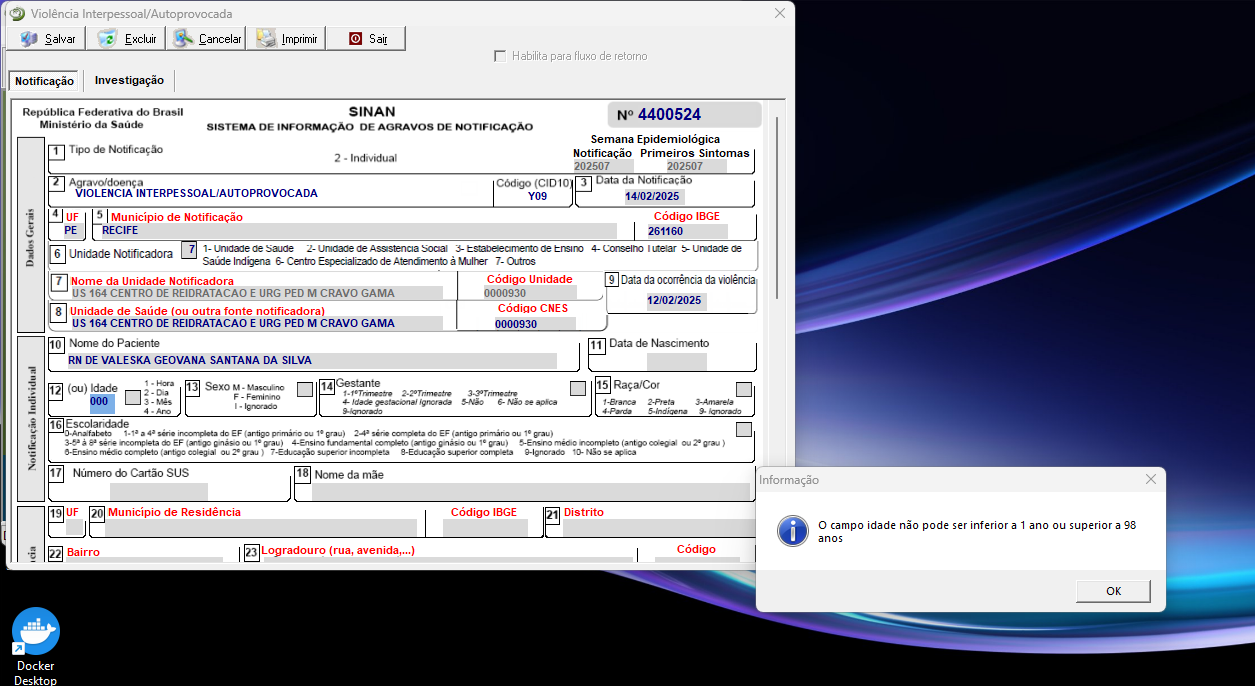 Violência Interpessoal/Autoprovocada
Salvar Excluir Cancelar Imprimir Sair
Habilita para fluxo de retorno
Notificação Investigação
República Federativa do Brasil
Ministério da Saúde
SINAN
SISTEMA DE INFORMAÇÃO DE AGRAVOS DE NOTIFICAÇÃO
Nº 4400524
Semana Epidemiológica
Notificação Primeiros Sintomas
202507 202507
Dados Gerais
1 Tipo de Notificação
2 - Individual
2 Agravo/doença
VIOLENCIA INTERPESSOAL/AUTOPROVOCADA
Código (CID10)
Y09
3 Data da Notificação
14/02/2025
4 UF
PE
5 Município de Notificação
RECIFE
Código IBGE
261160
6 Unidade Notificadora 7
1- Unidade de Saúde 2- Unidade de Assistência Social 3- Estabelecimento de Ensino 4- Conselho Tutelar 5- Unidade de
Saúde Indígena 6- Centro Especializado de Atendimento à Mulher 7- Outros
7 Nome da Unidade Notificadora
US 164 CENTRO DE REIDRATACAO E URG PED M CRAVO GAMA
Código Unidade
0000930
9 Data da ocorrência da violência
12/02/2025
8 Unidade de Saúde (ou outra fonte notificadora)
US 164 CENTRO DE REIDRATACAO E URG PED M CRAVO GAMA
Código CNES
0000930
Notificação Individual
10 Nome do Paciente
RN DE VALESKA GEOVANA SANTANA DA SILVA
11 Data de Nascimento
12 (ou) Idade
000
1 - Hora
2 - Dia
3 - Mês
4 - Ano
13 Sexo M - Masculino
F - Feminino
I - Ignorado
14 Gestante
1-1ºTrimestre 2-2ºTrimestre 3-3ºTrimestre
4- Idade gestacional Ignorada 5-Não 6- Não se aplica
9-Ignorado
15 Raça/Cor
1-Branca 2-Preta 3-Amarela
4-Parda 5-Indígena 9- Ignorado
16 Escolaridade
0-Analfabeto 1-1ª a 4ª série incompleta do EF (antigo primário ou 1º grau) 2-4ª série completa do EF (antigo primário ou 1º grau)
3-5ª à 8ª série incompleta do EF (antigo ginásio ou 1º grau) 4-Ensino fundamental completo (antigo ginásio ou 1º grau) 5-Ensino médio incompleto (antigo colegial ou 2º grau )
6-Ensino médio completo (antigo colegial ou 2º grau ) 7-Educação superior incompleta 8-Educação superior completa 9-Ignorado 10- Não se aplica
17 Número do Cartão SUS
18 Nome da mãe
19 UF
20 Município de Residência
Código IBGE
21 Distrito
22 Bairro
23 Logradouro (rua, avenida,...)
Código
Informação
O campo idade não pode ser inferior a 1 ano ou superior a 98
anos
OK
Docker
Desktop